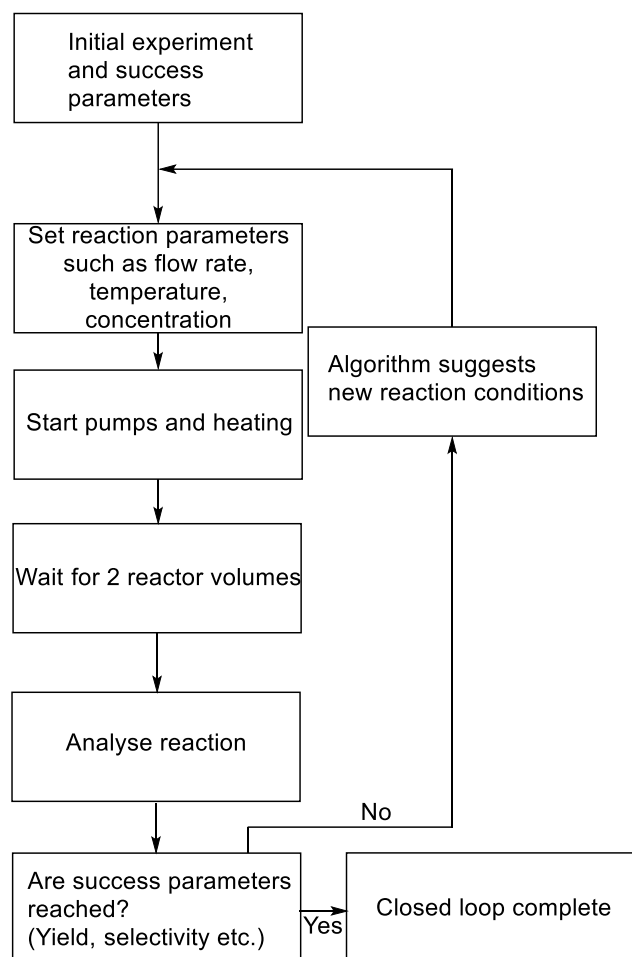 Initial experiment
and success
parameters
Set reaction parameters
such as flow rate,
temperature,
concentration
Algorithm suggests
new reaction conditions
Start pumps and heating
Wait for 2 reactor volumes
Analyse reaction
No
Are success parameters
reached?
(Yield, selectivity etc.)
Yes
Closed loop complete